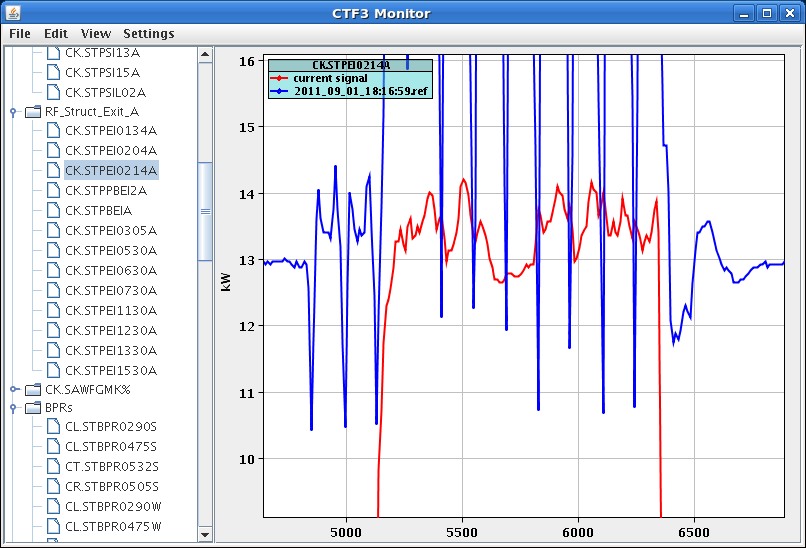 CTF3 Monitor
File Edit View Settings
CK.STPSI13A
CK.STPSI15A
CK.STPSIL02A
RF_Struct_Exit_A
CK.STPEI0134A
CK.STPEI0204A
CK.STPEI0214A
CK.STPPBEI2A
CK.STPBEIA
CK.STPEI0305A
CK.STPEI0530A
CK.STPEI0630A
CK.STPEI0730A
CK.STPEI1130A
CK.STPEI1230A
CK.STPEI1330A
CK.STPEI1530A
CK.SAWFGMK%
BPRs
CL.STBPR0290S
CL.STBPR0475S
CT.STBPR0532S
CR.STBPR0505S
CL.STBPR0290W
CL.STBPR0475W
CK.STPEI0214A
current signal
2011_09_01_18:16:59.ref
kW
16
15
14
13
12
11
10
5000 5500 6000 6500